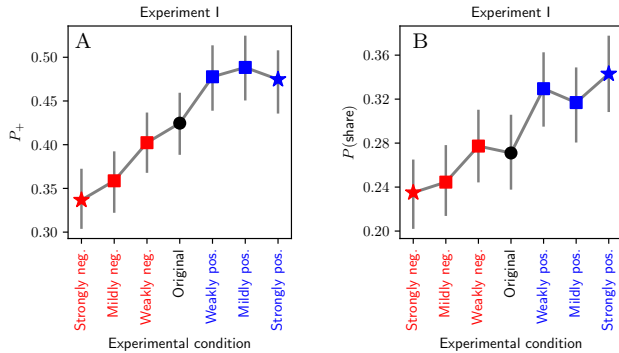 Experiment I
A
P+
0.50
0.45
0.40
0.35
0.30
Strongly neg.
Mildly neg.
Weakly neg.
Original
Weakly pos.
Mildly pos.
Strongly pos.
Experimental condition
Experiment I
B
P(share)
0.36
0.32
0.28
0.24
0.20
Strongly neg.
Mildly neg.
Weakly neg.
Original
Weakly pos.
Mildly pos.
Strongly pos.
Experimental condition